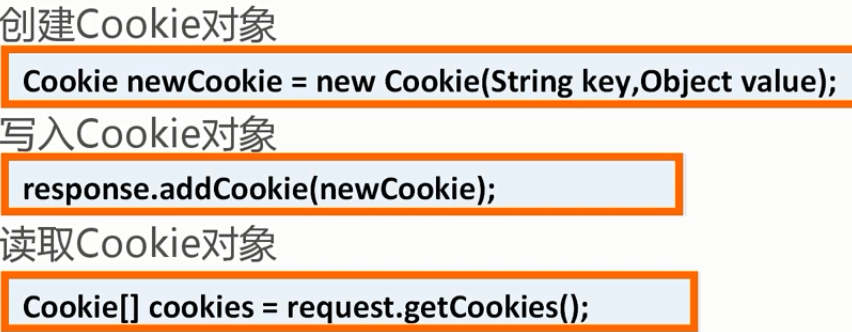 创建Cookie对象
Cookie newCookie = new Cookie(String key,Object value);
写入Cookie对象
response.addCookie(newCookie);
读取Cookie对象
Cookie[] cookies = request.getCookies();